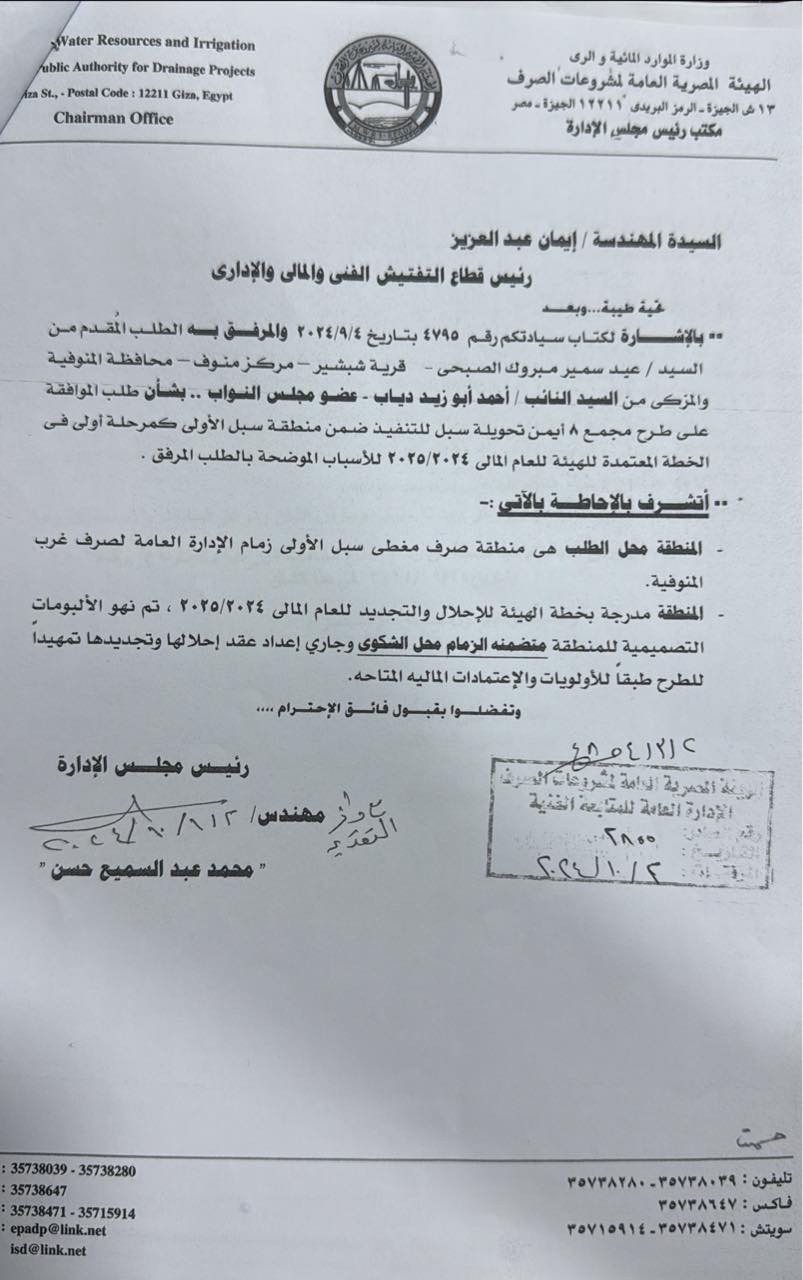 Water Resources and Irrigation
Public Authority for Drainage Projects
iza St., - Postal Code : 12211 Giza, Egypt
Chairman Office
وزارة الموارد المائية و الرى
الهيئة المصرية العامة لمشروعات الصرف
١٣ ش الجيزة - الرمز البريدى ١٢٢١١ الجيزة - مصر
مكتب رئيس مجلس الإدارة
السيدة المهندسة / إيمان عبد العزيز
رئيس قطاع التفتيش الفنى والمالى والإدارى
تحية طيبة...وبعد
** بالإشارة لكتاب سيادتكم رقم ٤٧٩٥ بتاريخ ٢٠٢٤/٩/٤ والمرفق به الطلب المُقدم من
السيد / عيد سمير مبروك الصبحى - قرية شبشير - مركز منوف - محافظة المنوفية
والمزكى من السيد النائب / أحمد أبو زيد دياب - عضو مجلس النواب .. بشأن طلب الموافقة
على طرح مجمع ٨ أيمن تحويلة سبل للتنفيذ ضمن منطقة سبل الأولى كمرحلة أولى فى
الخطة المعتمدة للهيئة للعام المالى ٢٠٢٥/٢٠٢٤ للأسباب الموضحة بالطلب المرفق .
** أتشرف بالإحاطة بالآتى :-
- المنطقة محل الطلب هى منطقة صرف مغطى سبل الأولى زمام الإدارة العامة لصرف غرب
المنوفية.
- المنطقة مدرجة بخطة الهيئة للإحلال والتجديد للعام المالى ٢٠٢٥/٢٠٢٤ ، تم نهو الألبومات
التصميمية للمنطقة متضمنه الزمام محل الشكوى وجاري إعداد عقد إحلالها وتجديدها تمهيداً
للطرح طبقاً للأولويات والإعتمادات الماليه المتاحه.
وتفضلوا بقبول فائق الإحترام ،،،،
رئيس مجلس الإدارة
مهندس/
" محمد عبد السميع حسن "
الهيئة المصرية العامة لمشروعات الصرف
الإدارة العامة للمتابعة الفنية
٢٨٥٥
٢٠٢٤/١٠/٢
: 35738039 - 35738280
: 35738647
: 35738471 - 35715914
: epadp@link.net
isd@link.net
تليفون : ٣٥٧٣٨٠٣٩ - ٣٥٧٣٨٢٨٠
فاكس : ٣٥٧٣٨٦٤٧
سويتش : ٣٥٧٣٨٤٧١ - ٣٥٧١٥٩١٤